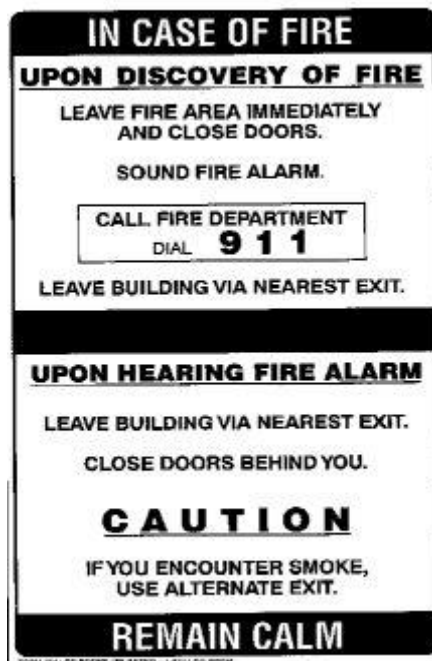 IN CASE OF FIRE
UPON DISCOVERY OF FIRE
LEAVE FIRE AREA IMMEDIATELY
AND CLOSE DOORS.
SOUND FIRE ALARM.
CALL FIRE DEPARTMENT
DIAL 911
LEAVE BUILDING VIA NEAREST EXIT.
UPON HEARING FIRE ALARM
LEAVE BUILDING VIA NEAREST EXIT.
CLOSE DOORS BEHIND YOU.
CAUTION
IF YOU ENCOUNTER SMOKE,
USE ALTERNATE EXIT.
REMAIN CALM